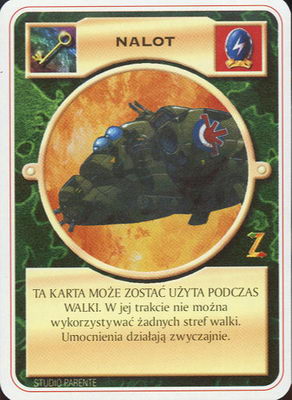 NALOT
Z
TA KARTA MOŻE ZOSTAĆ UŻYTA PODCZAS
WALKI. W jej trakcie nie można
wykorzystywać żadnych stref walki.
Umocnienia działają zwyczajnie.
STUDIO PARENTE